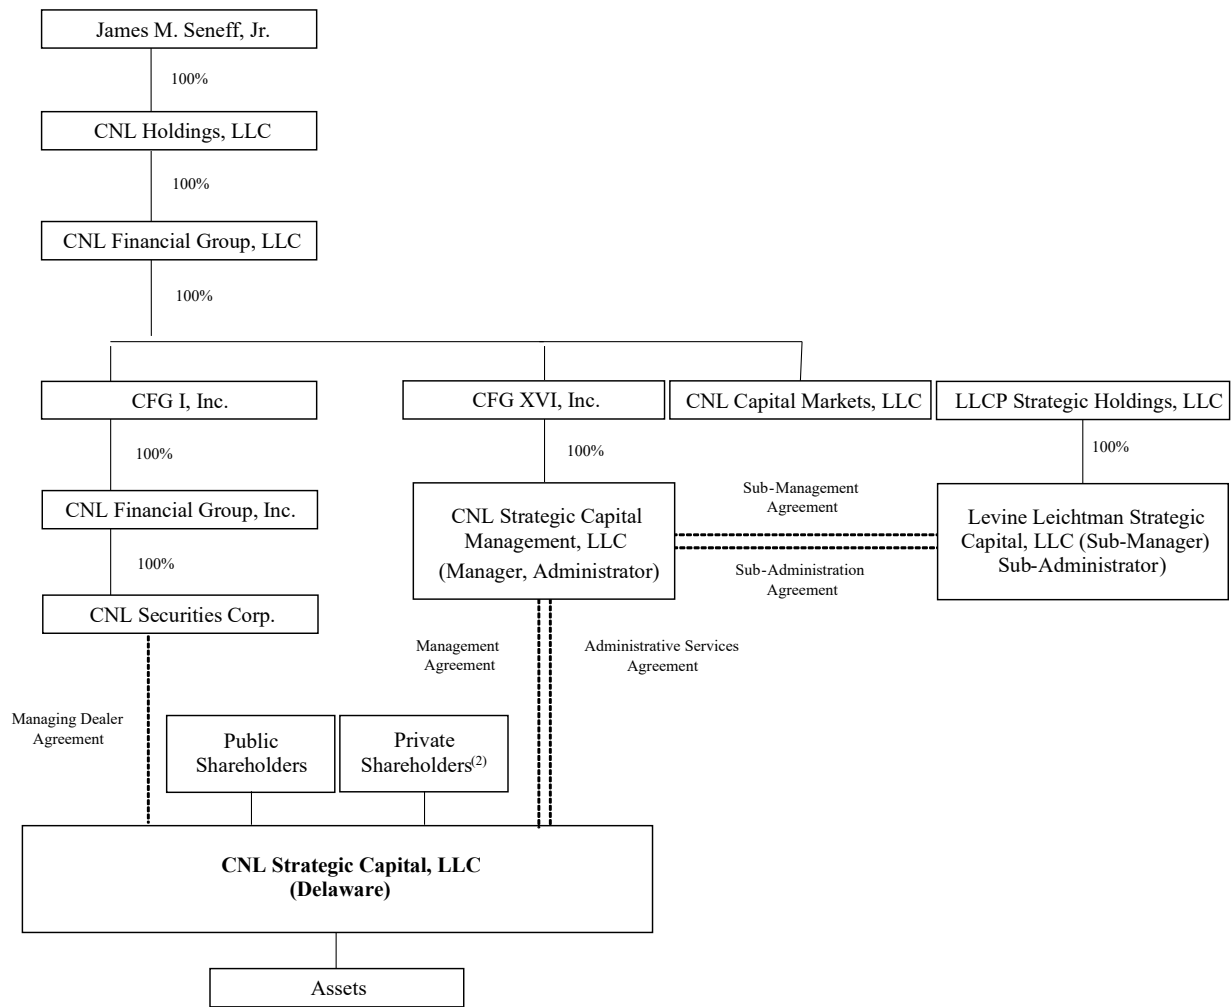 James M. Seneff, Jr.
100%
CNL Holdings, LLC
100%
CNL Financial Group, LLC
100%
CFG I, Inc.
CFG XVI, Inc.
CNL Capital Markets, LLC
LLCP Strategic Holdings, LLC
100%
100%
100%
CNL Financial Group, Inc.
CNL Strategic Capital
Management, LLC
(Manager, Administrator)
Sub-Management
Agreement
Sub-Administration
Agreement
Levine Leichtman Strategic
Capital, LLC (Sub-Manager)
Sub-Administrator)
100%
CNL Securities Corp.
Management
Agreement
Administrative Services
Agreement
Managing Dealer
Agreement
Public
Shareholders
Private
Shareholders(2)
CNL Strategic Capital, LLC
(Delaware)
Assets